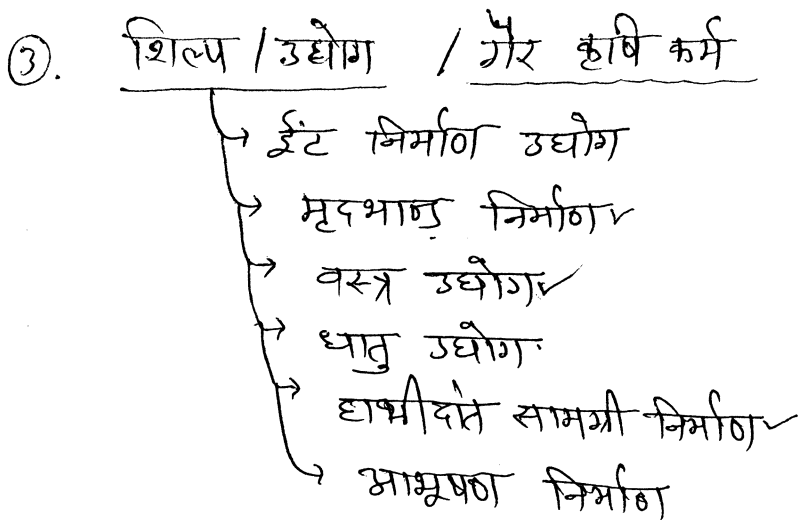 ③. शिल्प / उद्योग / गैर कृषि कर्म
→ ईंट निर्माण उद्योग
→ मृदभाण्ड़ निर्माण ✓
→ वस्त्र उद्योग ✓
→ धातु उद्योग
→ हाथीदांत सामग्री निर्माण ✓
→ आभूषण निर्माण